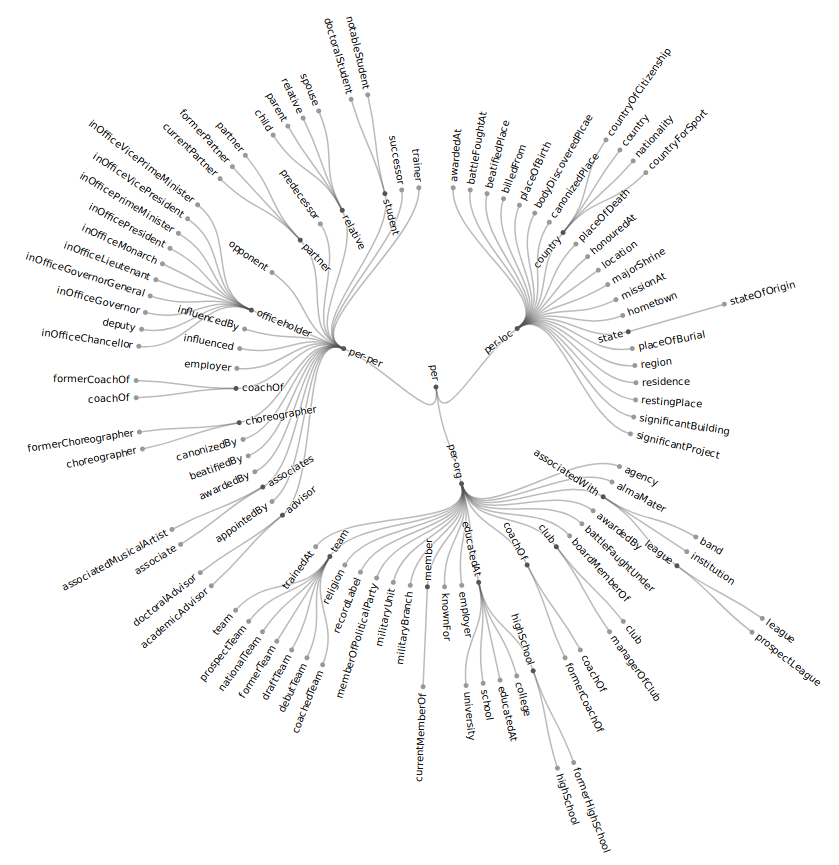 per
per-per
trainer
successor
student
notableStudent
doctoralStudent
relative
spouse
relative
parent
child
predecessor
partner
partner
formerPartner
currentPartner
opponent
officeholder
inOfficeVicePrimeMinister
inOfficeVicePresident
inOfficePrimeMinister
inOfficePresident
inOfficeMonarch
inOfficeLieutenant
inOfficeGovernorGeneral
inOfficeGovernor
deputy
inOfficeChancellor
influencedBy
influenced
employer
coachOf
formerCoachOf
coachOf
choreographer
formerChoreographer
choreographer
canonizedBy
beatifiedBy
awardedBy
associates
associatedMusicalArtist
associate
appointedBy
advisor
doctoralAdvisor
academicAdvisor
per-org
trainedAt
team
team
prospectTeam
nationalTeam
formerTeam
draftTeam
debutTeam
coachedTeam
religion
recordLabel
memberOfPoliticalParty
militaryUnit
militaryBranch
member
currentMemberOf
knownFor
employer
educatedAt
university
school
educatedAt
college
highSchool
highSchool
formerHighSchool
coachOf
formerCoachOf
coachOf
club
managerOfClub
club
boardMemberOf
battleFaughtUnder
awardedBy
associatedWith
league
prospectLeague
league
institution
band
almaMater
agency
per-loc
awardedAt
battleFoughtAt
beatifiedPlace
billedFrom
placeOfBirth
bodyDiscoveredPlcae
canonizedPlace
country
countryOfCitizenship
country
nationality
countryForSport
placeOfDeath
honouredAt
location
majorShrine
missionAt
hometown
state
stateOfOrigin
placeOfBurial
region
residence
restingPlace
significantBuilding
significantProject